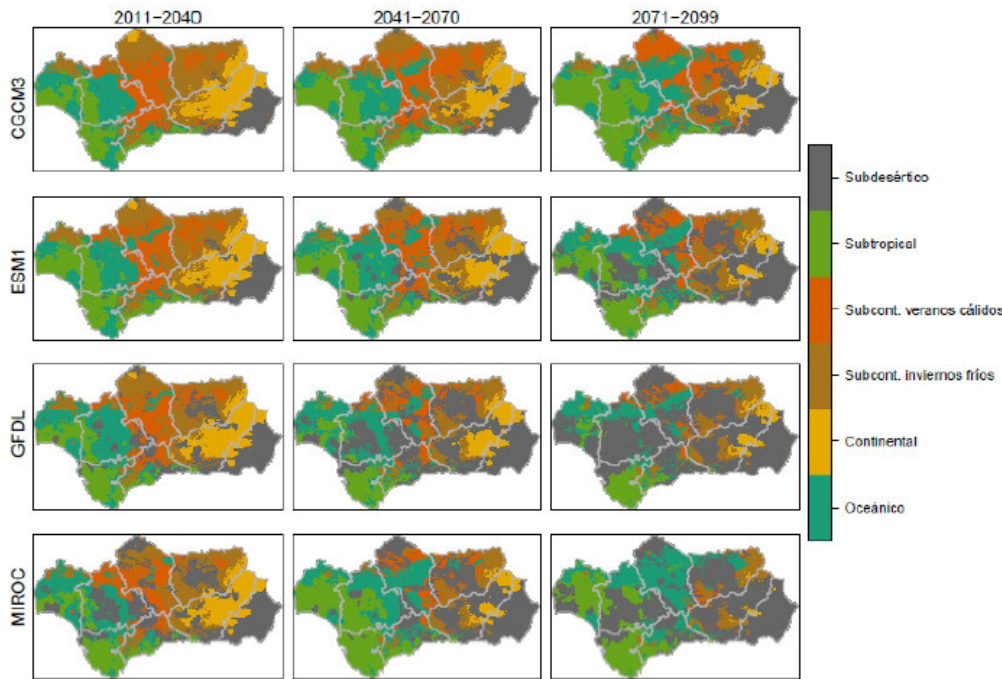 2011-2040
2041-2070
2071-2099
CGCM3
ESM1
GFDL
MIROC
Subdesértico
Subtropical
Subcont. veranos cálidos
Subcont. inviernos fríos
Continental
Oceánico